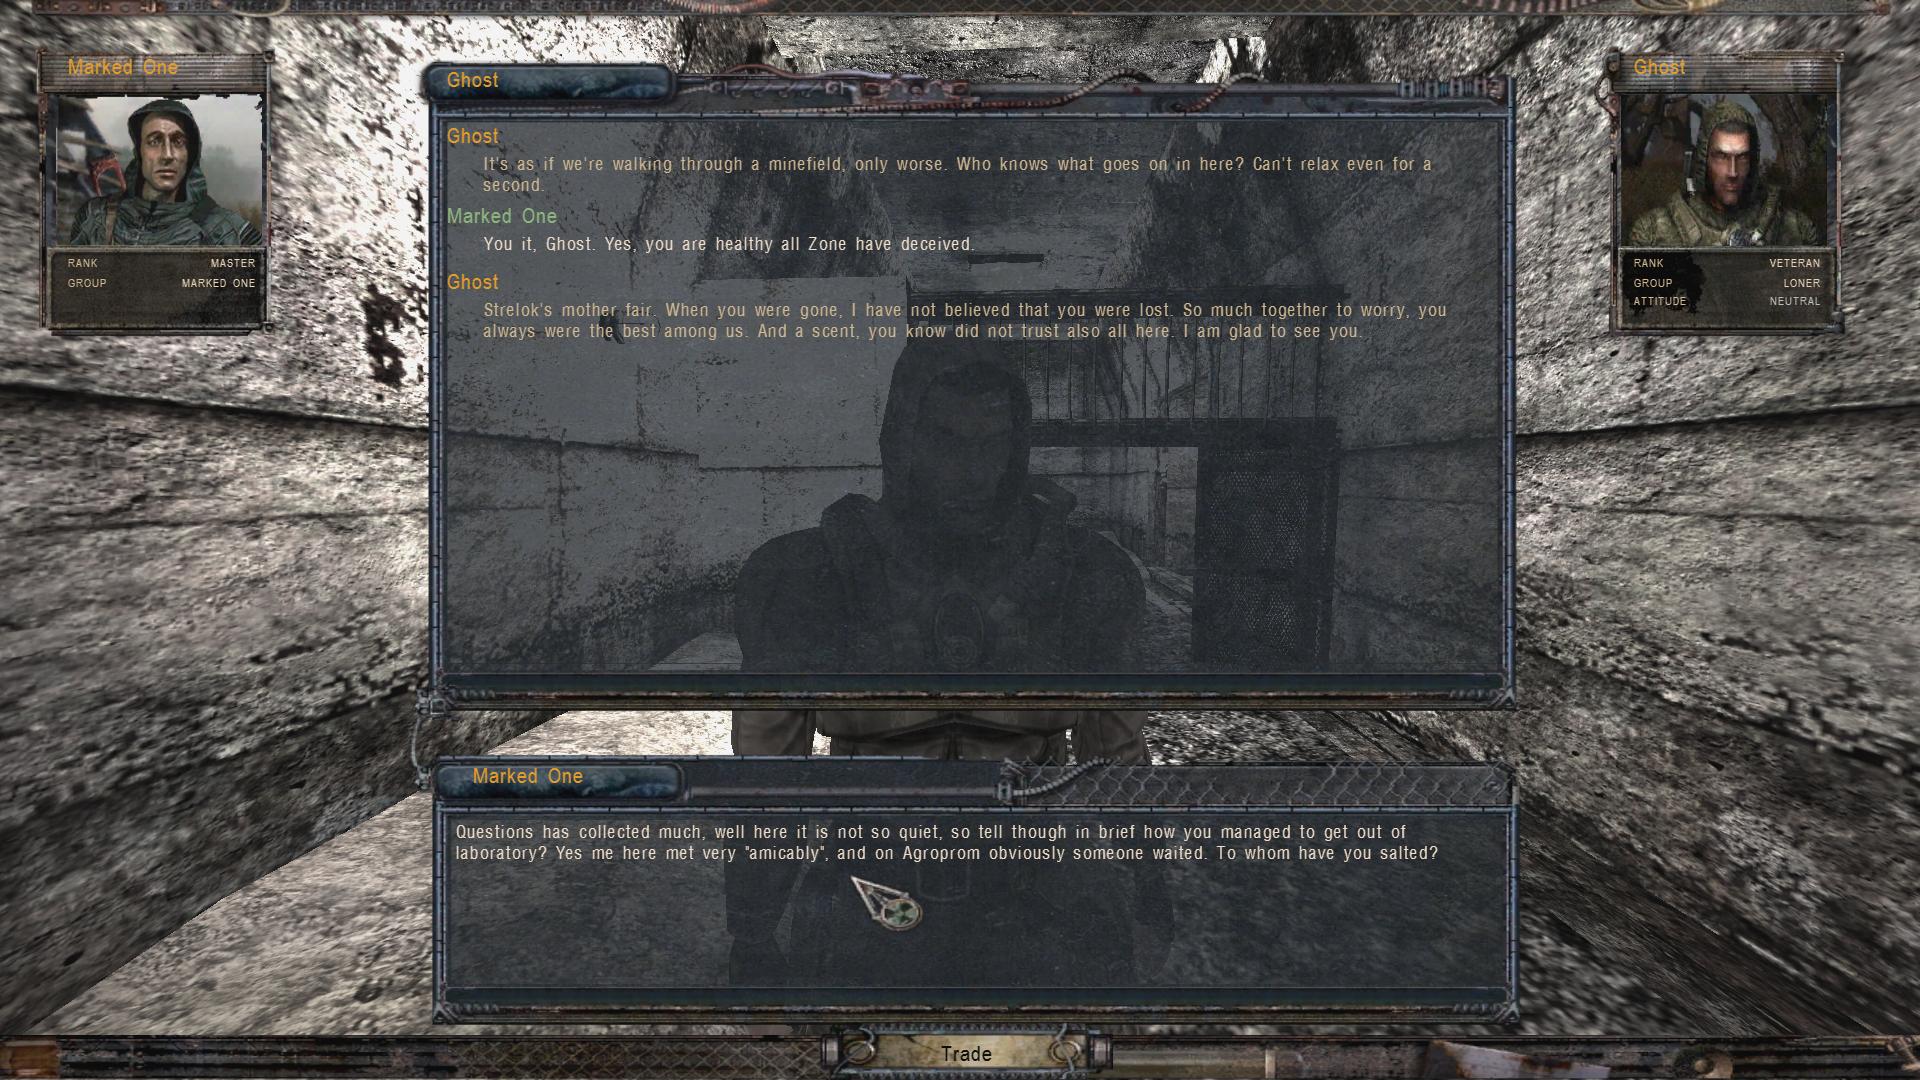 Marked One
RANK MASTER
GROUP MARKED ONE
Ghost
Ghost
It's as if we're walking through a minefield, only worse. Who knows what goes on in here? Can't relax even for a
second.
Marked One
You it, Ghost. Yes, you are healthy all Zone have deceived.
Ghost
Strelok's mother fair. When you were gone, I have not believed that you were lost. So much together to worry, you
always were the best among us. And a scent, you know did not trust also all here. I am glad to see you.
Ghost
RANK VETERAN
GROUP LONER
ATTITUDE NEUTRAL
Marked One
Questions has collected much, well here it is not so quiet, so tell though in brief how you managed to get out of
laboratory? Yes me here met very "amicably", and on Agroprom obviously someone waited. To whom have you salted?
Trade